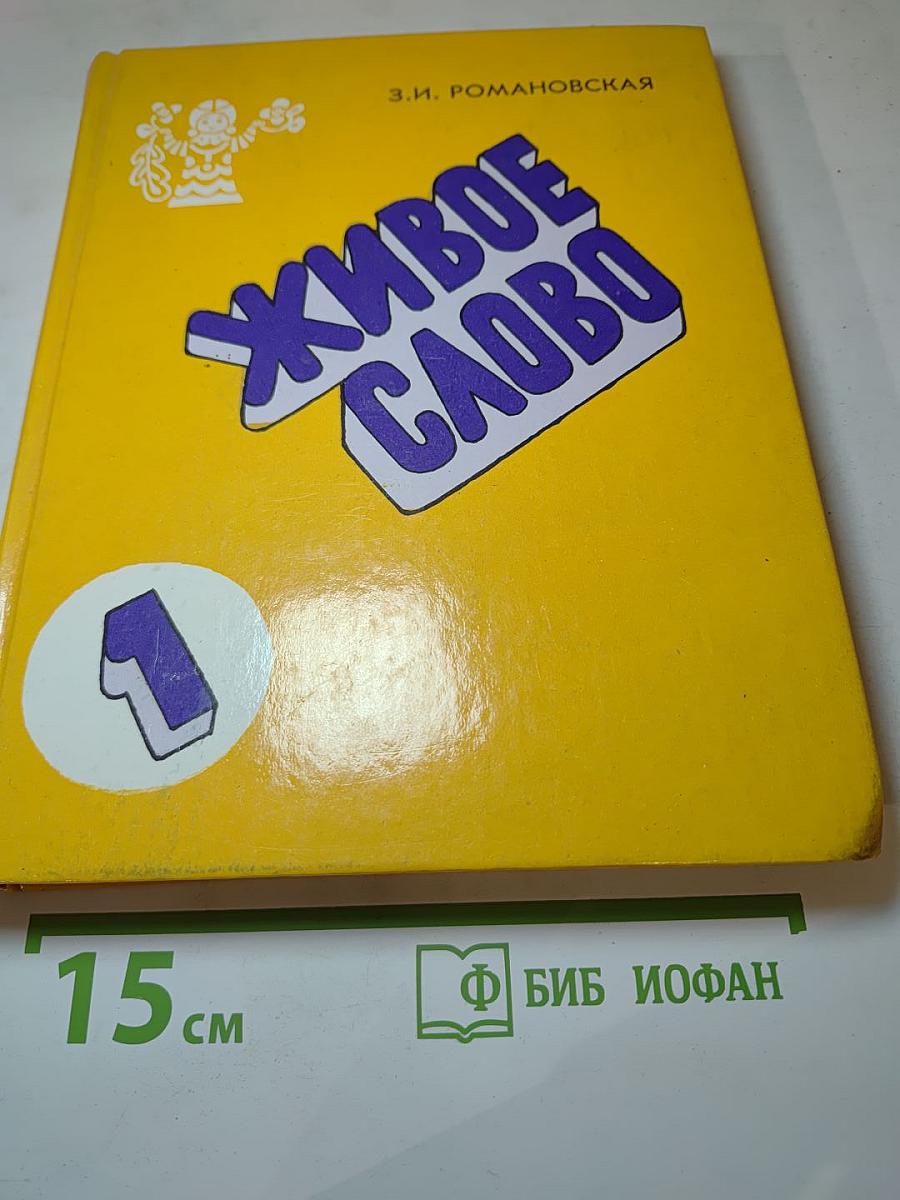 З.И. РОМАНОВСКАЯ
ЖИВОЕ
СЛОВО
1
15 см
Ф БИБ ИОФАН